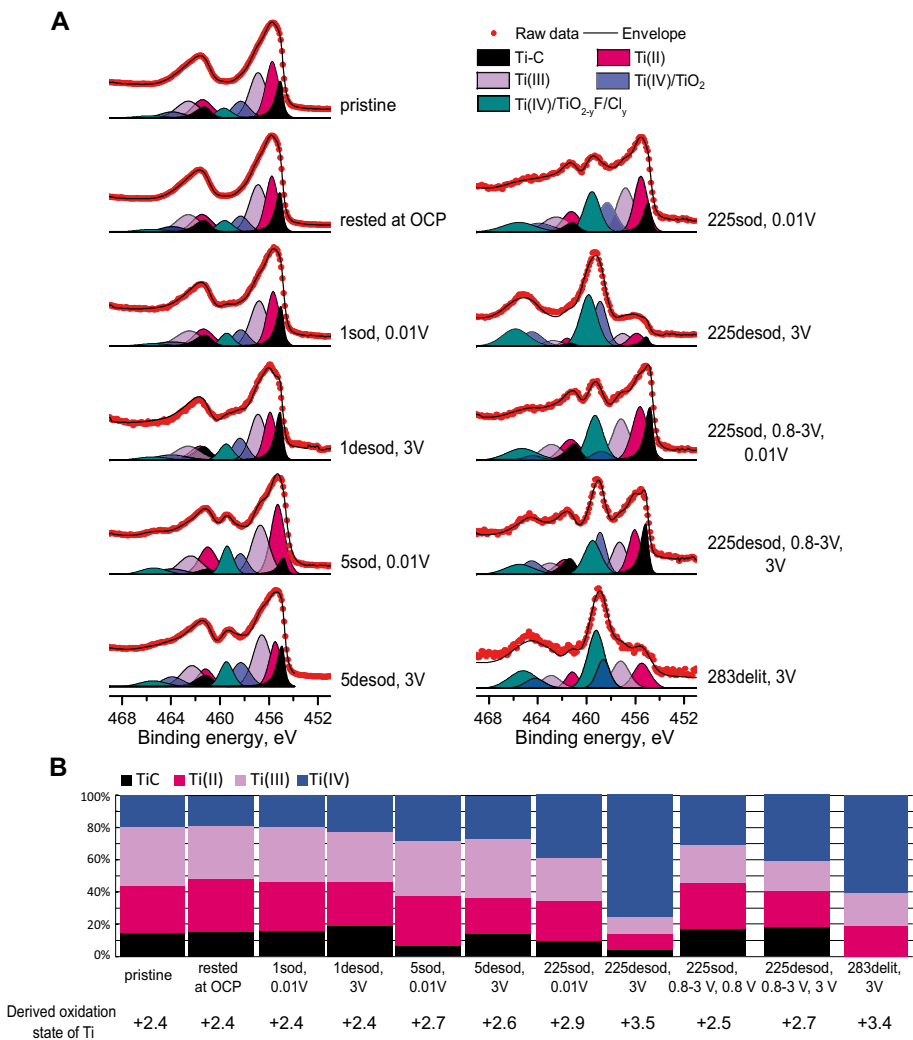 A
Raw data
Envelope
Ti-C
Ti(II)
Ti(III)
Ti(IV)/TiO2
Ti(IV)/TiO2-yF/Cly
pristine
rested at OCP
1sod, 0.01V
1desod, 3V
5sod, 0.01V
5desod, 3V
468 464 460 456 452
Binding energy, eV
225sod, 0.01V
225desod, 3V
225sod, 0.8-3V,
0.01V
225desod, 0.8-3V,
3V
283delit, 3V
468 464 460 456 452
Binding energy, eV
B
TiC Ti(II) Ti(III) Ti(IV)
100%
80%
60%
40%
20%
0%
pristine
rested
at OCP
1sod,
0.01V
1desod,
3V
5sod,
0.01V
5desod,
3V
225sod,
0.01V
225desod,
3V
225sod,
0.8-3 V, 0.8 V
225desod,
0.8-3 V, 3 V
283delit,
3V
Derived oxidation
state of Ti
+2.4 +2.4 +2.4 +2.4 +2.7 +2.6 +2.9 +3.5 +2.5 +2.7 +3.4